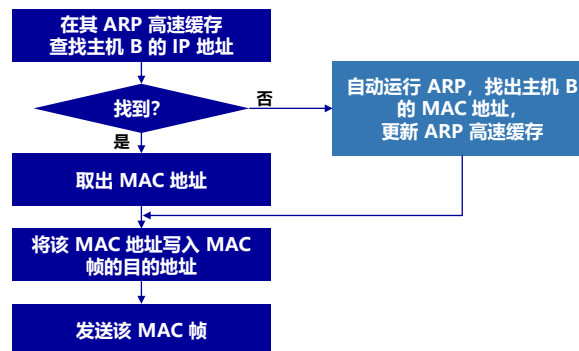 在其 ARP 高速缓存
查找主机 B 的 IP 地址
找到？
否
自动运行 ARP，找出主机 B
的 MAC 地址，
更新 ARP 高速缓存
是
取出 MAC 地址
将该 MAC 地址写入 MAC
帧的目的地址
发送该 MAC 帧